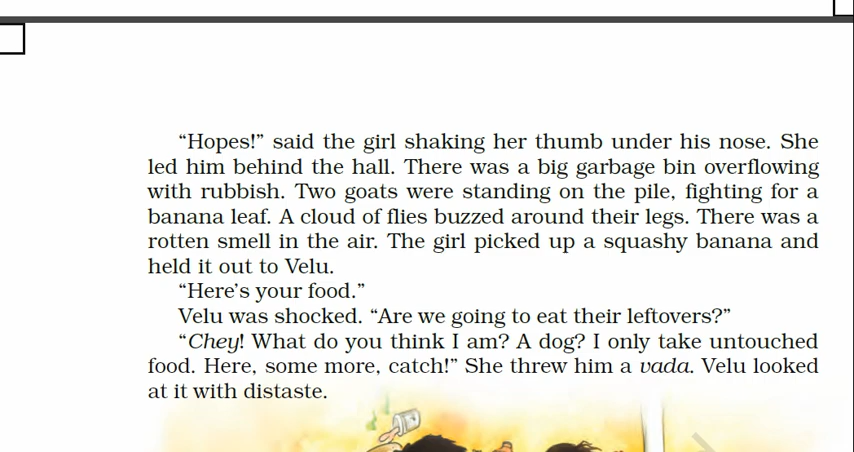 “Hopes!” said the girl shaking her thumb under his nose. She
led him behind the hall. There was a big garbage bin overflowing
with rubbish. Two goats were standing on the pile, fighting for a
banana leaf. A cloud of flies buzzed around their legs. There was a
rotten smell in the air. The girl picked up a squashy banana and
held it out to Velu.
“Here’s your food.”
Velu was shocked. “Are we going to eat their leftovers?”
“Chey! What do you think I am? A dog? I only take untouched
food. Here, some more, catch!” She threw him a vada. Velu looked
at it with distaste.